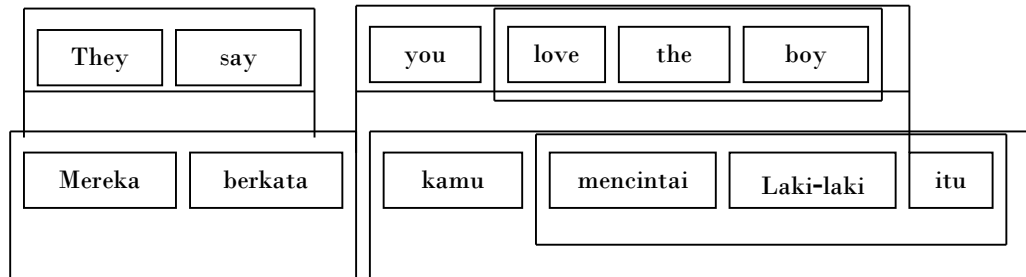 They say you love the boy
Mereka berkata kamu mencintai Laki-laki itu